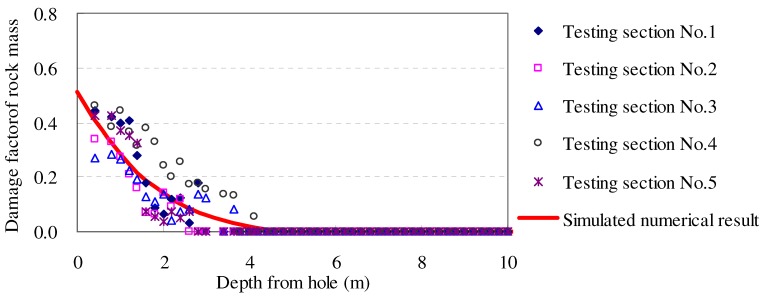 Damage factorof rock mass
0.8
0.6
0.4
0.2
0.0
0 2 4 6 8 10
Depth from hole (m)
Testing section No.1
Testing section No.2
Testing section No.3
Testing section No.4
Testing section No.5
Simulated numerical result